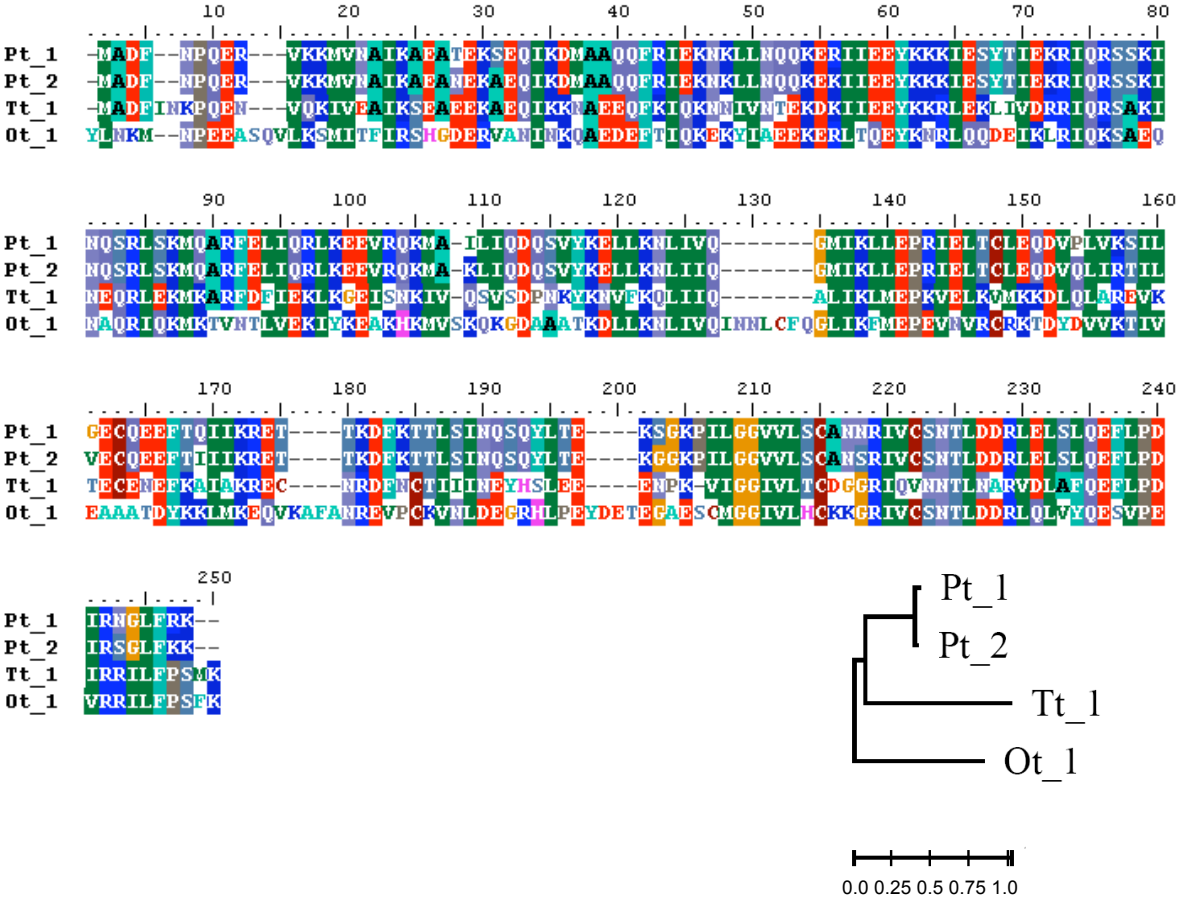 10 20 30 40 50 60 70 80
Pt_1 -MADF--NPQER---VKKMVNAIKAEATEKSEQIKDMAAQQFRIEKNKLLNQQKERIIEEYKKKIESYTIEKRIQRSSKI
Pt_2 -MADF--NPQER---VKKMVNAIKAEANEKAEQIKDMAAQQFRIEKNKLLNQQKEKIIEEYKKKIESYTIEKRIQRSSKI
Tt_1 -MADFINKPQEN---VQKIVEAIKSEAEEKAEQIKKNAEEQFKIQKNNIVNTEKDKIIEEYKKRLEKLIVDRRIQRSAKI
Ot_1 YLNKM--NPEEASQVLKSMITFIRSHGDERVANINKQAEDEFTIQKEKYIAEEKERLTQEYKNRLQQDEIKLRIQKSAEQ
90 100 110 120 130 140 150 160
Pt_1 NQSRLSKMQARFELIQRLKEEVRQKMA-ILIQDQSVYKELLKNLIVQ-------GMIKLLEPRIELTCLEQDVPLVKSIL
Pt_2 NQSRLSKMQARFELIQRLKEEVRQKMA-KLIQDQSVYKELLKNLIIQ-------GMIKLLEPRIELTCLEQDVQLIRTIL
Tt_1 NEQRLEKMKARFDFIEKLKGEISNKIV-QSVSDPNKYKNVFKQLIIQ-------ALIKLMEPKVELKVMKKDLQLAREVK
Ot_1 NAQRIQKMKTVNTLVEKIYKEAKHKMVSKQKGDAAATKDLLKNLIVQINNLCFQGLIKFMEPEVNVRCRKTDYDVVKTIV
170 180 190 200 210 220 230 240
Pt_1 GECQEEFTQIIKRET----TKDFKTTLSINQSQYLTE----KSGKPILGGVVLSCANNRIVCSNTLDDRLELSLQEFLPD
Pt_2 VECQEEFTIIIKRET----TKDFKTTLSINQSQYLTE----KGGKPILGGVVLSCANSRIVCSNTLDDRLELSLQEFLPD
Tt_1 TECENEFKAIAKREC----NRDFNCTIIINEYHSLEE----ENPK-VIGGIVLTCDGGRIQVNNTLNARVDLAFQEFLPD
Ot_1 EAAATDYKKLMKEQVKAFANREVPCKVNLDEGRHLPEYDETEGAESCMGGIVLHCKKGRIVCSNTLDDRLQLVYQESVPE
250
Pt_1 IRNGLFRK--
Pt_2 IRSGLFKK--
Tt_1 IRRILFPSMK
Ot_1 VRRILFPSFK
Pt_1
Pt_2
Tt_1
Ot_1
0.0 0.25 0.5 0.75 1.0